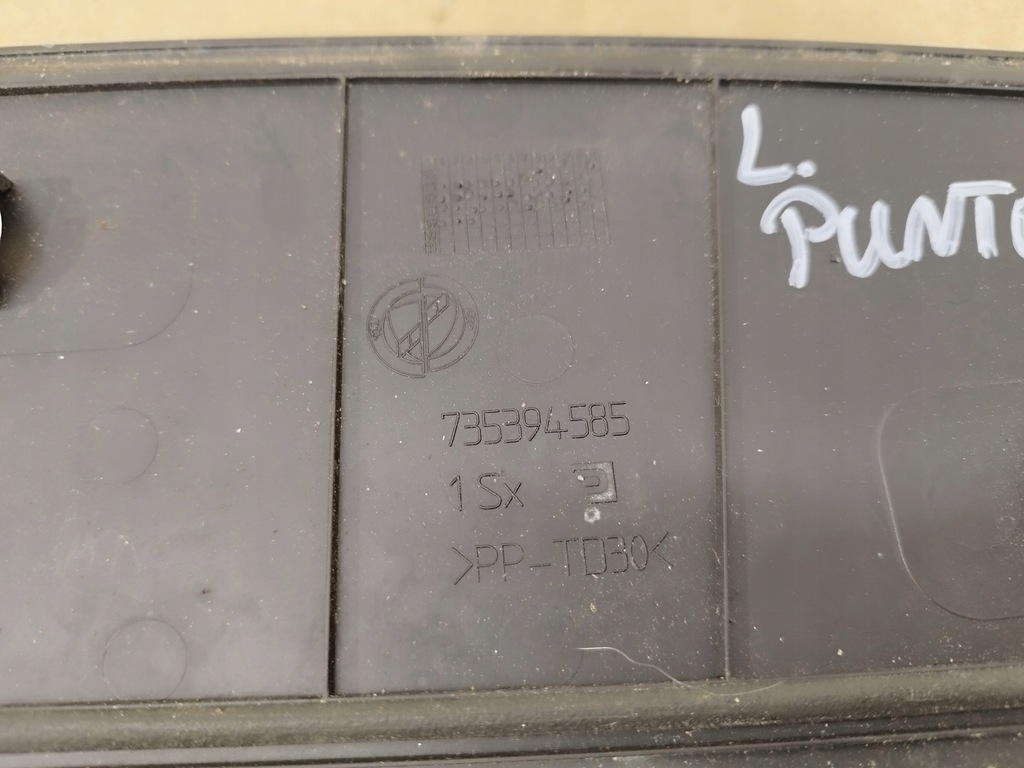 L.
PUNTO
735394585
1 Sx
>PP-TD30<